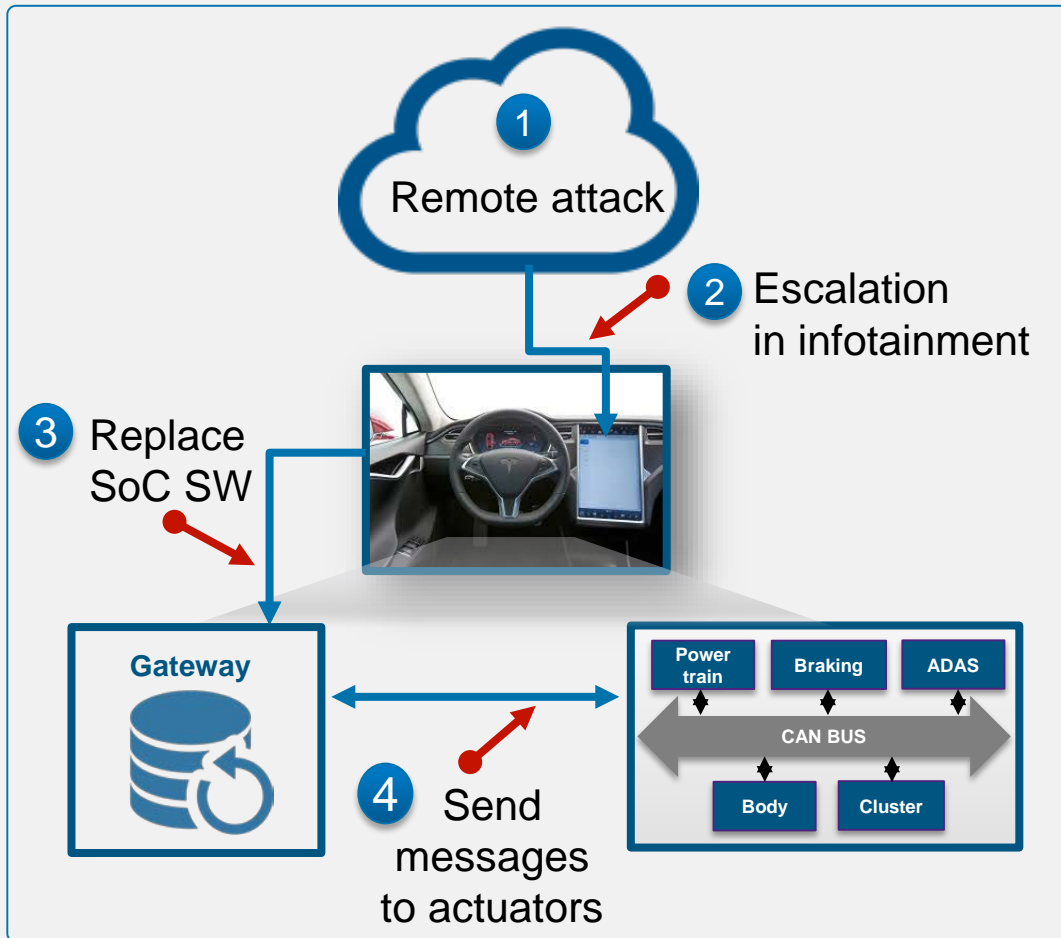 1
Remote attack
2
Escalation
in infotainment
3
Replace
SoC SW
Gateway
Power
train
Braking
ADAS
CAN BUS
Body
Cluster
4
Send
messages
to actuators